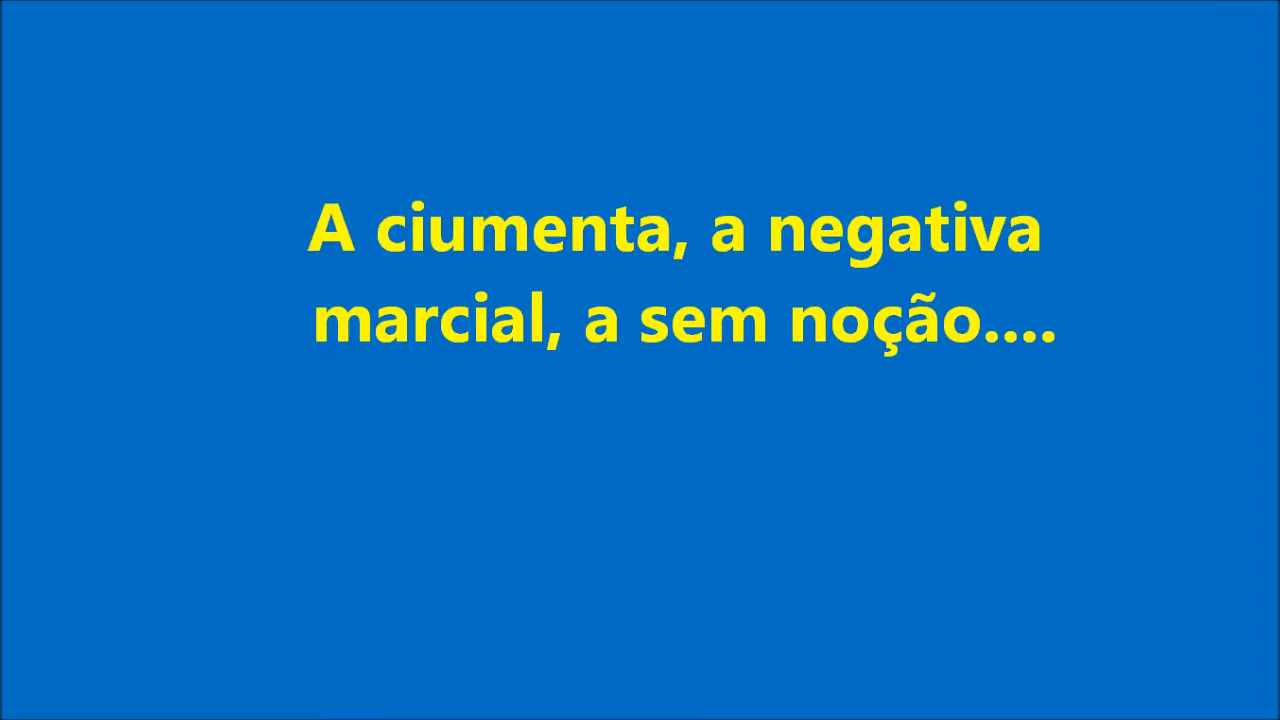 A ciumenta, a negativa
marcial, a sem noção....